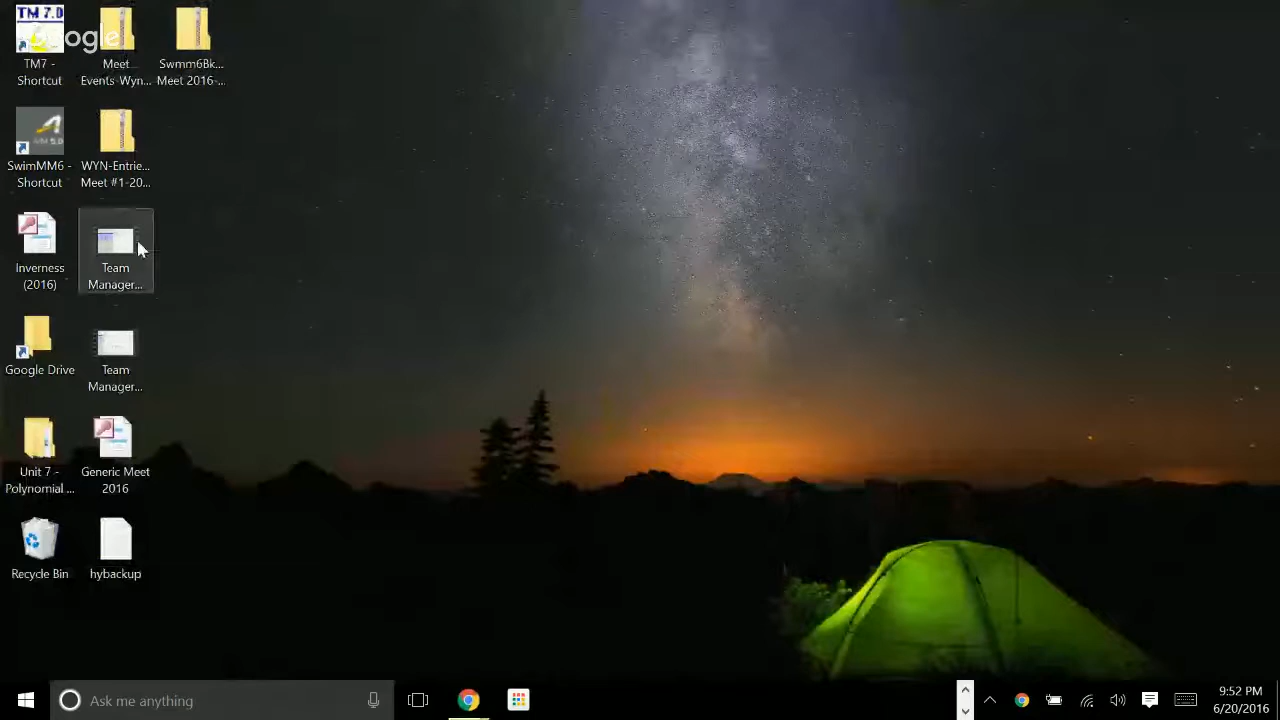 TM 7.0
Google
TM7 -
Shortcut
Meet
Events-Wyn...
Swmm6Bk...
Meet 2016-...
SwimMM6 -
Shortcut
WYN-Entrie...
Meet #1-20...
Inverness
(2016)
Team
Manager...
Google Drive
Team
Manager...
Unit 7 -
Polynomial ...
Generic Meet
2016
Recycle Bin
hybackup
Ask me anything
:52 PM
6/20/2016